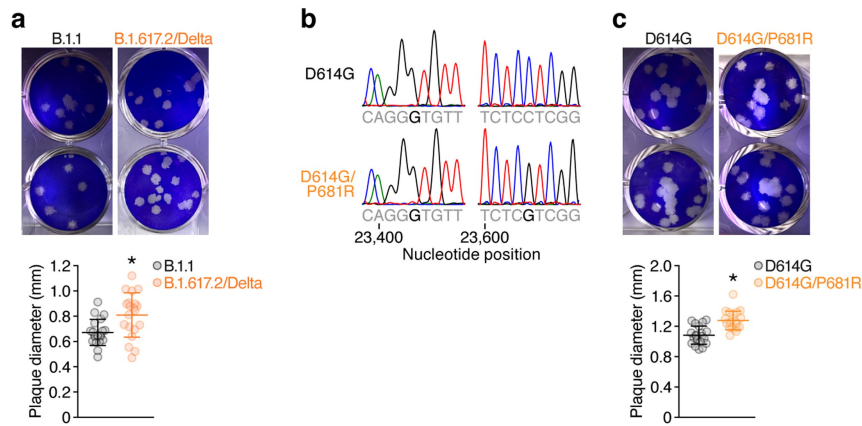 a
B.1.1
B.1.617.2/Delta
Plaque diameter (mm)
1.2
1.0
0.8
0.6
0.4
0.2
0
*
B.1.1
B.1.617.2/Delta
b
D614G
CAGGGTGTT
TCTCCTCGG
D614G/
P681R
CAGGGTGTT
TCTCGTCGG
23,400
23,600
Nucleotide position
c
D614G
D614G/P681R
Plaque diameter (mm)
2.0
1.6
1.2
0.8
0.4
0
*
D614G
D614G/P681R